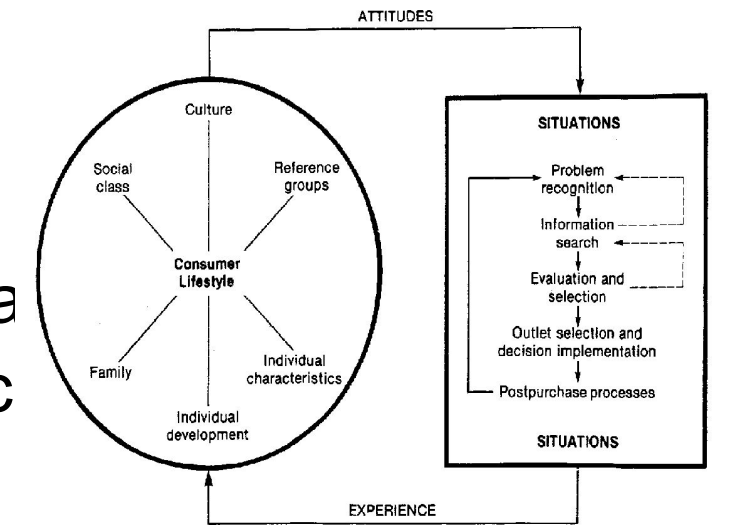 ATTITUDES
Culture
Social
class
Reference
groups
Consumer
Lifestyle
Family
Individual
characteristics
Individual
development
SITUATIONS
Problem
recognition
Information
search
Evaluation and
selection
Outlet selection and
decision implementation
Postpurchase processes
SITUATIONS
EXPERIENCE
a
c